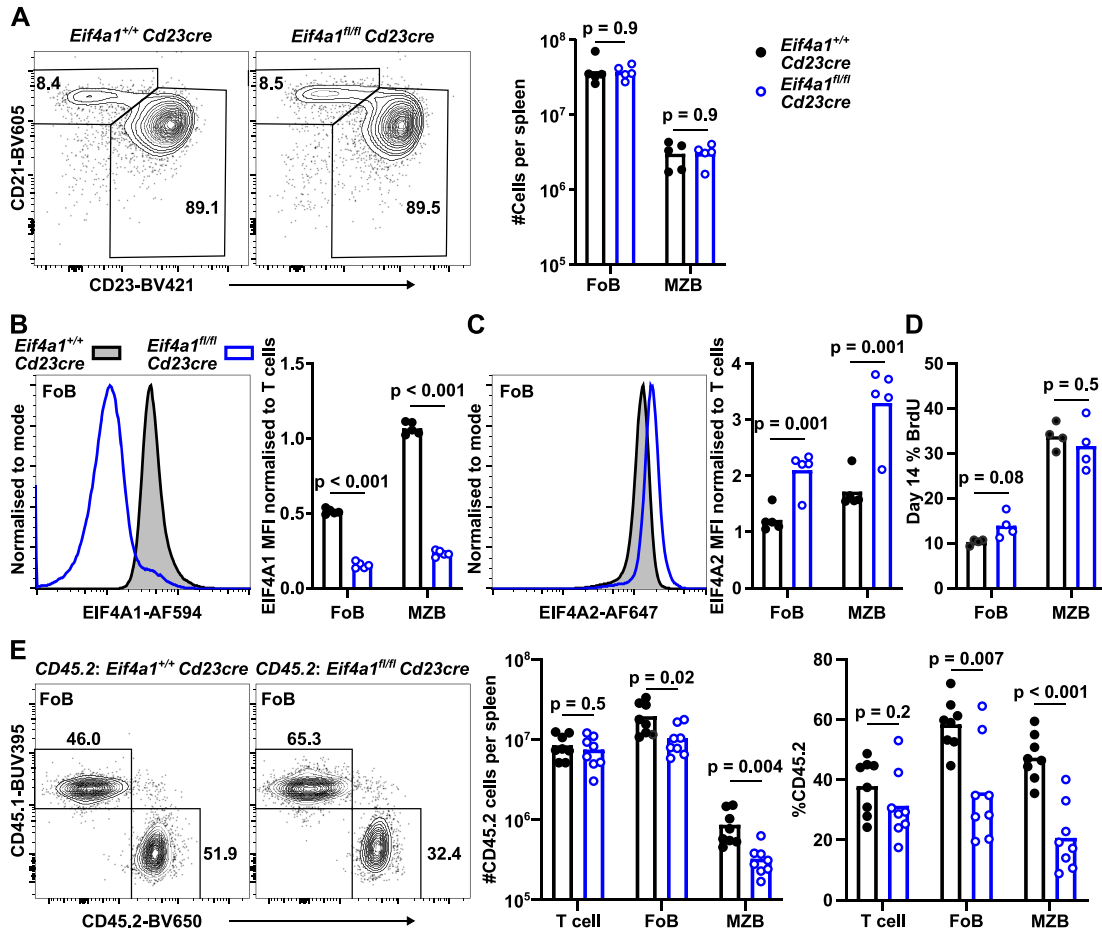 A
Eif4a1+/+ Cd23cre
Eif4a1fl/fl Cd23cre
8.4
89.1
8.5
89.5
CD21-BV605
CD23-BV421
#Cells per spleen
10^8
10^7
10^6
10^5
p = 0.9
p = 0.9
FoB
MZB
Eif4a1+/+
Cd23cre
Eif4a1fl/fl
Cd23cre
B
Eif4a1+/+
Cd23cre
Eif4a1fl/fl
Cd23cre
FoB
Normalised to mode
EIF4A1-AF594
EIF4A1 MFI normalised to T cells
1.5
1.0
0.5
0.0
p < 0.001
p < 0.001
FoB
MZB
C
FoB
Normalised to mode
EIF4A2-AF647
EIF4A2 MFI normalised to T cells
4
3
2
1
0
p = 0.001
p = 0.001
FoB
MZB
D
Day 14 % BrdU
50
40
30
20
10
0
p = 0.08
p = 0.5
FoB
MZB
E
CD45.2: Eif4a1+/+ Cd23cre
CD45.2: Eif4a1fl/fl Cd23cre
FoB
46.0
51.9
FoB
65.3
32.4
CD45.1-BUV395
CD45.2-BV650
#CD45.2 cells per spleen
10^8
10^7
10^6
10^5
p = 0.5
p = 0.02
p = 0.004
T cell
FoB
MZB
%CD45.2
80
60
40
20
0
p = 0.2
p = 0.007
p < 0.001
T cell
FoB
MZB